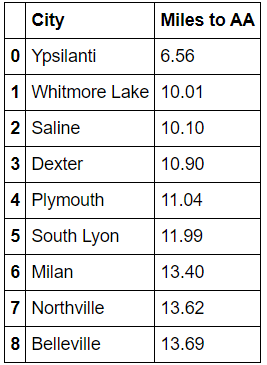 City Miles to AA
0 Ypsilanti 6.56
1 Whitmore Lake 10.01
2 Saline 10.10
3 Dexter 10.90
4 Plymouth 11.04
5 South Lyon 11.99
6 Milan 13.40
7 Northville 13.62
8 Belleville 13.69